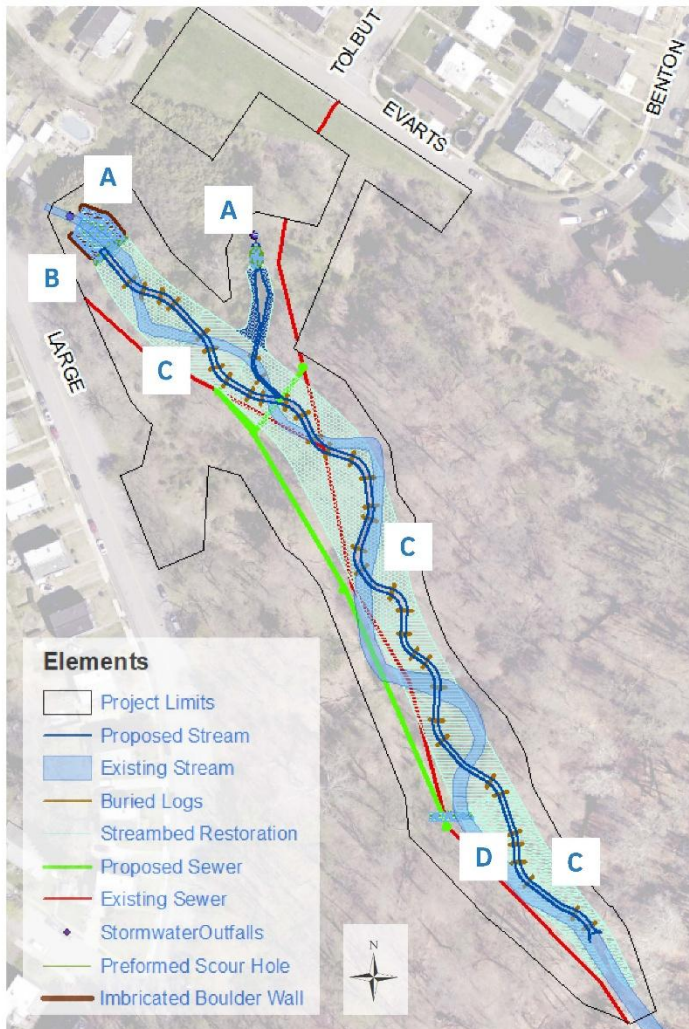 TOLBUT
EVARTS
BENTON
A
A
B
LARGE
C
C
D
C
Elements
Project Limits
Proposed Stream
Existing Stream
Buried Logs
Streambed Restoration
Proposed Sewer
Existing Sewer
StormwaterOutfalls
Preformed Scour Hole
Imbricated Boulder Wall
N